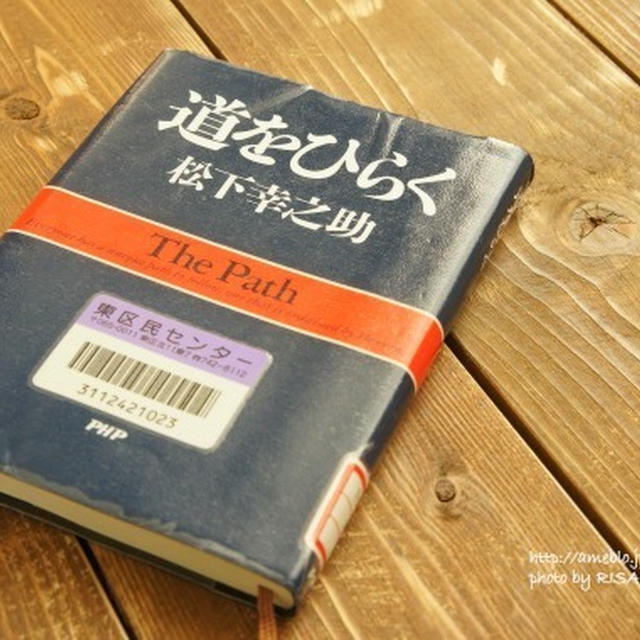 道をひらく
松下幸之助
The Path
東区民センター
3112421023
PHP
http://ameblo.j
photo by RISA